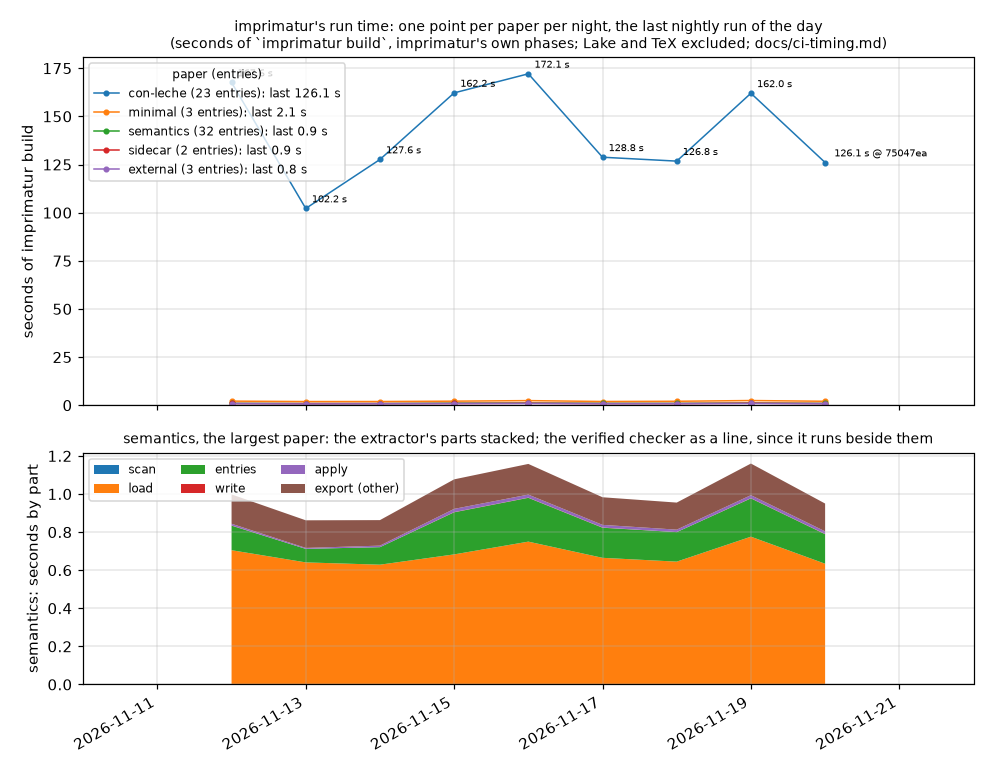 imprimatur's run time: one point per paper per night, the last nightly run of the day
(seconds of `imprimatur build`, imprimatur's own phases; Lake and TeX excluded; docs/ci-timing.md)
seconds of imprimatur build
175
150
125
100
75
50
25
0
paper (entries)
con-leche (23 entries): last 126.1 s
minimal (3 entries): last 2.1 s
semantics (32 entries): last 0.9 s
sidecar (2 entries): last 0.9 s
external (3 entries): last 0.8 s
102.2 s
127.6 s
162.2 s
172.1 s
128.8 s
126.8 s
162.0 s
126.1 s @ 75047ea
semantics, the largest paper: the extractor's parts stacked; the verified checker as a line, since it runs beside them
semantics: seconds by part
1.2
1.0
0.8
0.6
0.4
0.2
0.0
scan
load
entries
write
apply
export (other)
2026-11-11
2026-11-13
2026-11-15
2026-11-17
2026-11-19
2026-11-21